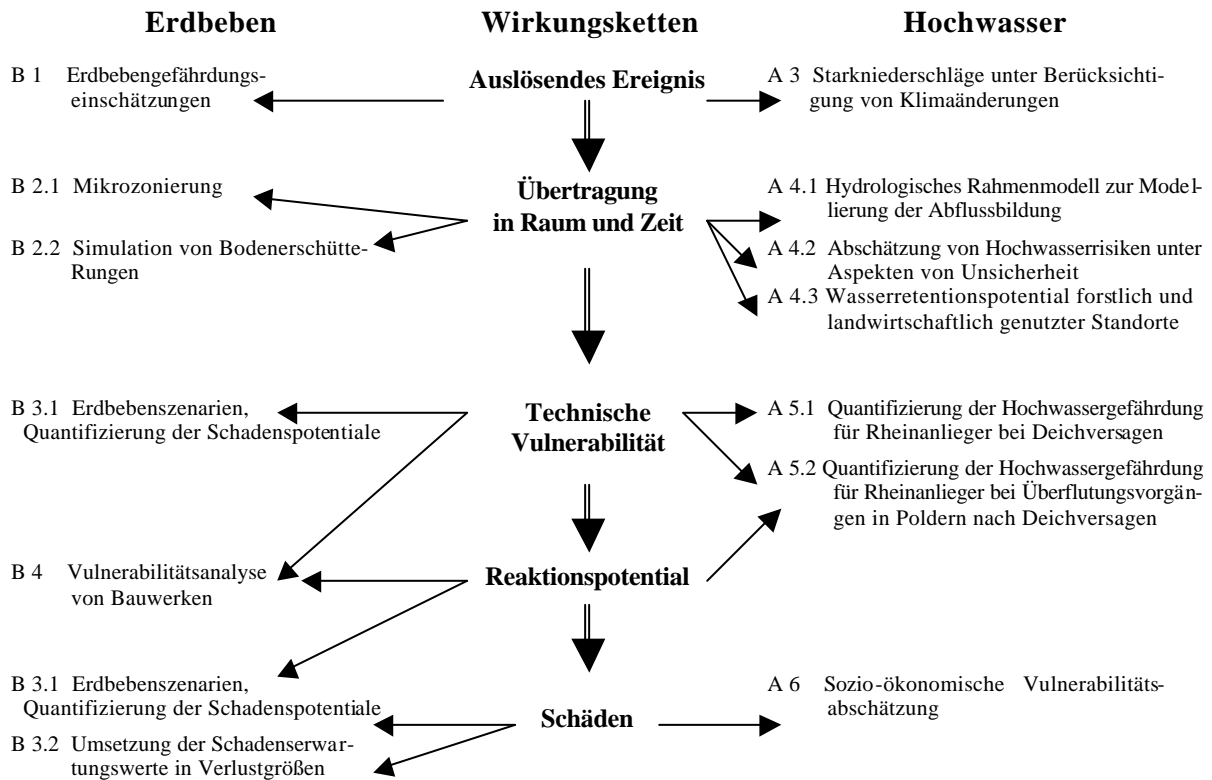 Erdbeben
Wirkungsketten
Hochwasser
B 1 Erdbebengefährdungs-
einschätzungen
Auslösendes Ereignis
A 3 Starkniederschläge unter Berücksichti-
gung von Klimaänderungen
B 2.1 Mikrozonierung
B 2.2 Simulation von Bodenerschütte-
Rungen
Übertragung
in Raum und Zeit
A 4.1 Hydrologisches Rahmenmodell zur Model-
lierung der Abflussbildung
A 4.2 Abschätzung von Hochwasserrisiken unter
Aspekten von Unsicherheit
A 4.3 Wasserretentionspotential forstlich und
landwirtschaftlich genutzter Standorte
B 3.1 Erdbebenszenarien,
Quantifizierung der Schadenspotentiale
Technische
Vulnerabilität
A 5.1 Quantifizierung der Hochwassergefährdung
für Rheinanlieger bei Deichversagen
A 5.2 Quantifizierung der Hochwassergefährdung
für Rheinanlieger bei Überflutungsvorgän-
gen in Poldern nach Deichversagen
B 4 Vulnerabilitätsanalyse
von Bauwerken
Reaktionspotential
B 3.1 Erdbebenszenarien,
Quantifizierung der Schadenspotentiale
B 3.2 Umsetzung der Schadenserwar-
tungswerte in Verlustgrößen
Schäden
A 6 Sozio-ökonomische Vulnerabilitäts-
abschätzung